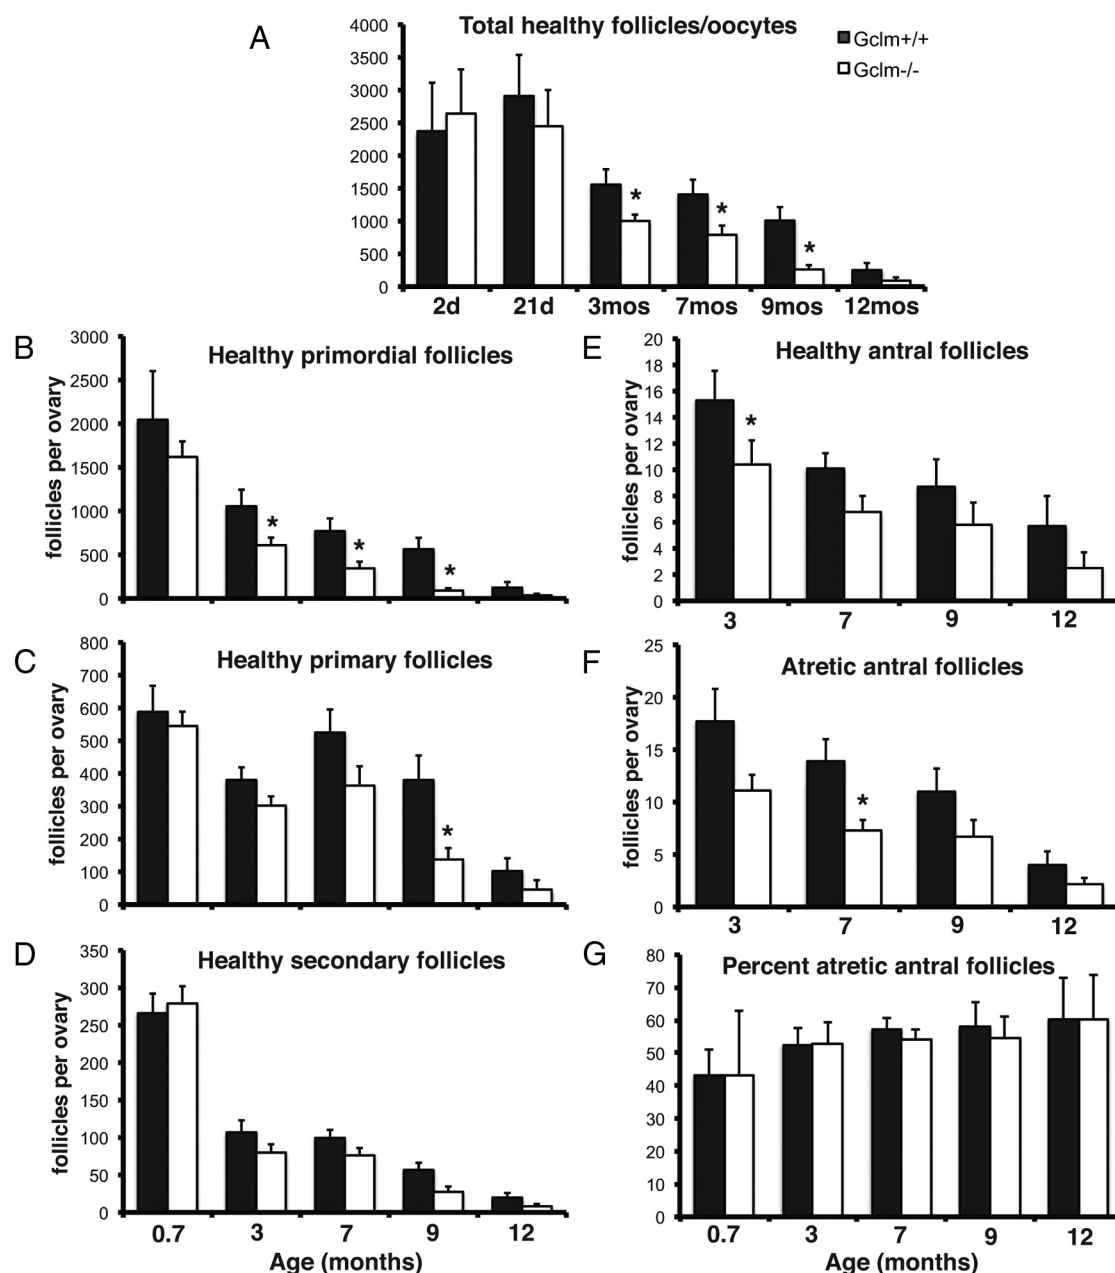 A
Total healthy follicles/oocytes
Gclm+/+
Gclm-/-
4000
3500
3000
2500
2000
1500
1000
500
0
*
*
*
2d 21d 3mos 7mos 9mos 12mos
B
Healthy primordial follicles
follicles per ovary
3000
2500
2000
1500
1000
500
0
*
*
*
C
Healthy primary follicles
follicles per ovary
800
700
600
500
400
300
200
100
0
*
D
Healthy secondary follicles
follicles per ovary
350
300
250
200
150
100
50
0
0.7 3 7 9 12
Age (months)
E
Healthy antral follicles
follicles per ovary
20
18
16
14
12
10
8
6
4
2
0
*
3 7 9 12
F
Atretic antral follicles
follicles per ovary
25
20
15
10
5
0
*
3 7 9 12
G
Percent atretic antral follicles
80
70
60
50
40
30
20
10
0
0.7 3 7 9 12
Age (months)